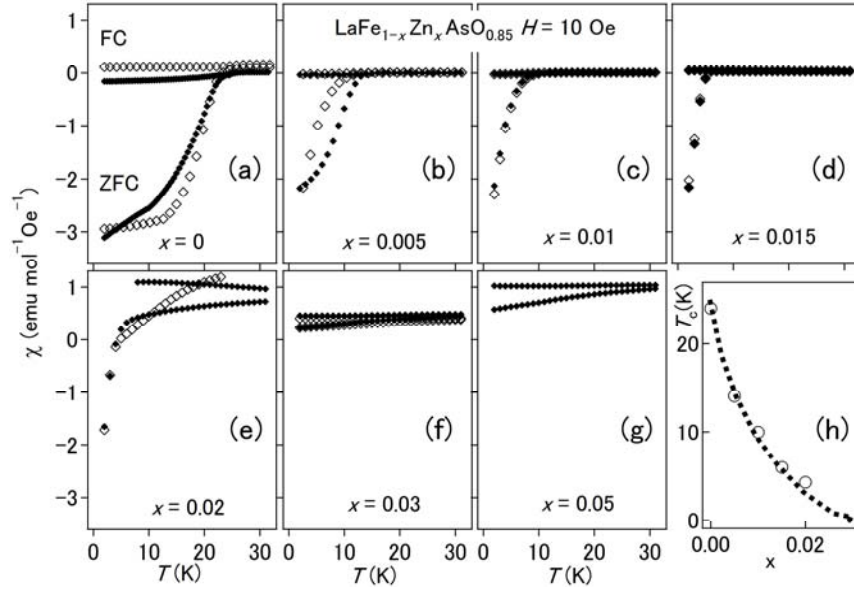 FC
LaFe1-xZnxAsO0.85 H = 10 Oe
1
0
-1
-2
-3
ZFC
(a)
(b)
(c)
(d)
x = 0
x = 0.005
x = 0.01
x = 0.015
χ (emu mol⁻¹Oe⁻¹)
1
0
-1
-2
-3
(e)
(f)
(g)
(h)
x = 0.02
x = 0.03
x = 0.05
Tc(K)
20
10
0
0 10 20 30
0 10 20 30
0 10 20 30
0.00 0.02
T (K)
T (K)
T (K)
x